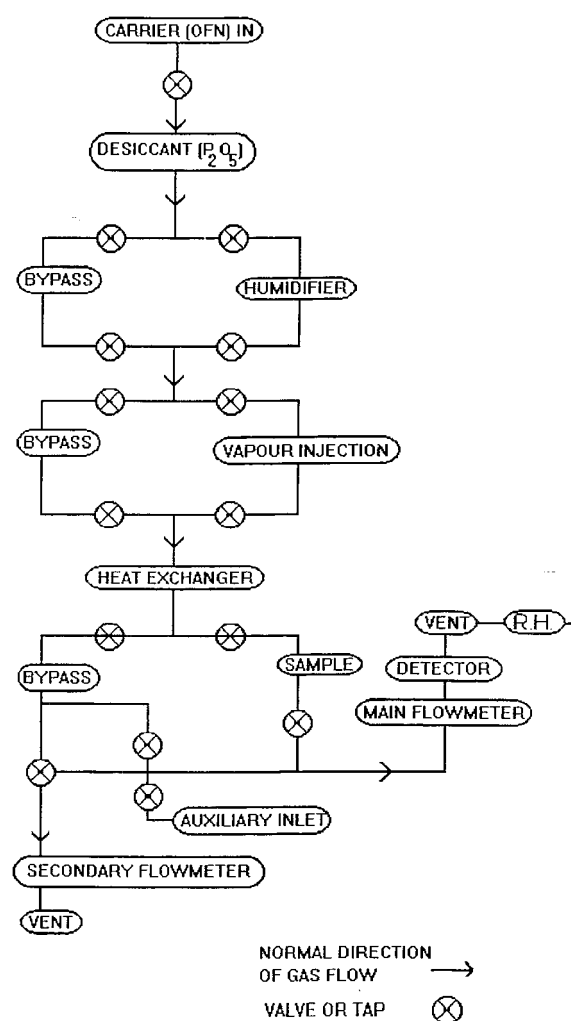 CARRIER (OFN) IN
DESICCANT (P2O5)
BYPASS
HUMIDIFIER
BYPASS
VAPOUR INJECTION
HEAT EXCHANGER
VENT
R.H.
BYPASS
SAMPLE
DETECTOR
MAIN FLOWMETER
AUXILIARY INLET
SECONDARY FLOWMETER
VENT
NORMAL DIRECTION
OF GAS FLOW
VALVE OR TAP